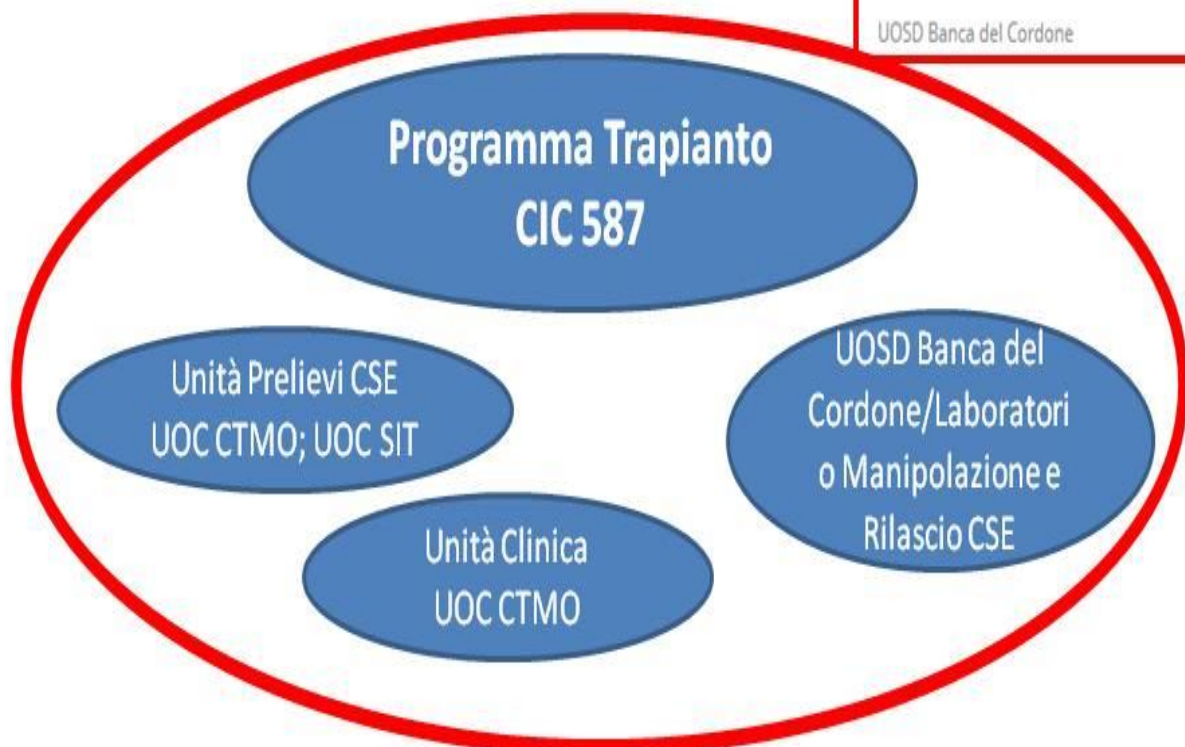 UOSD Banca del Cordone
Programma Trapianto
CIC 587
Unità Prelievi CSE
UOC CTMO; UOC SIT
UOSD Banca del
Cordone/Laboratori
o Manipolazione e
Rilascio CSE
Unità Clinica
UOC CTMO